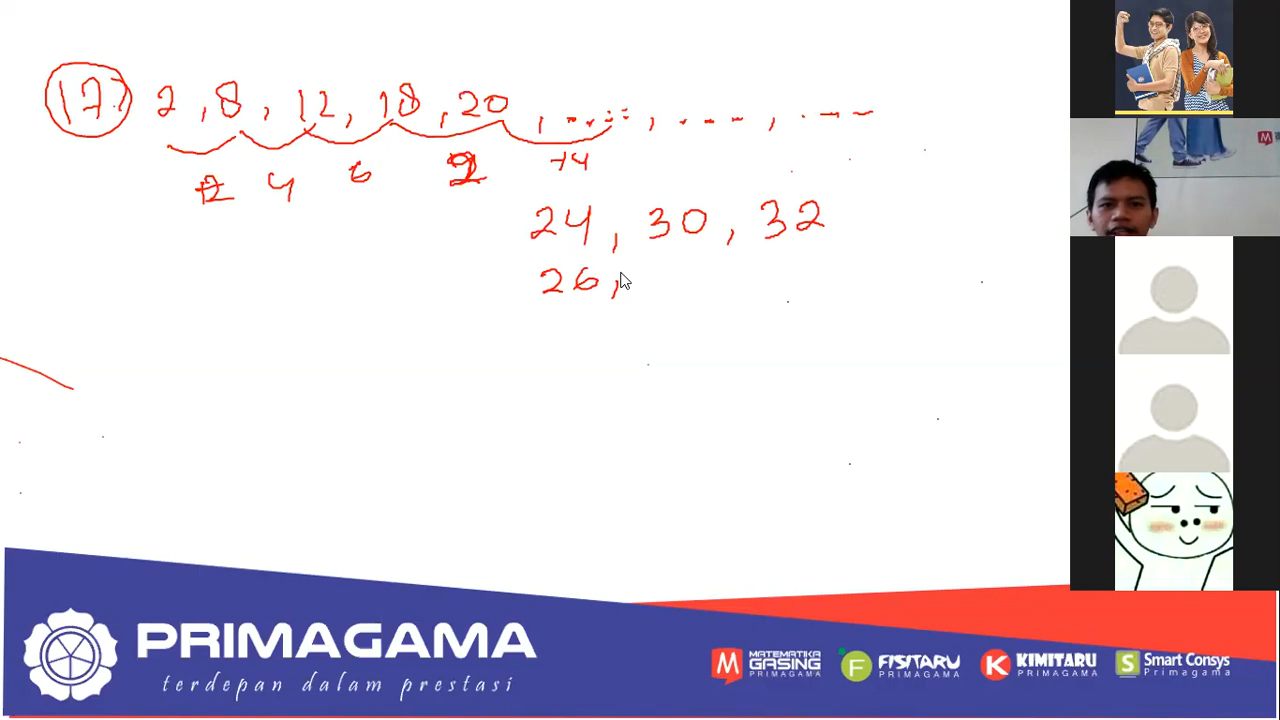 17.) 2, 8, 12, 18, 20, ...., ...., ....
4 6 2 +4
24, 30, 32
26,
PRIMAGAMA
terdepan dalam prestasi
M MATEMATIKA GASING PRIMAGAMA
F FISITARU PRIMAGAMA
K KIMITARU PRIMAGAMA
S Smart Consys Primagama